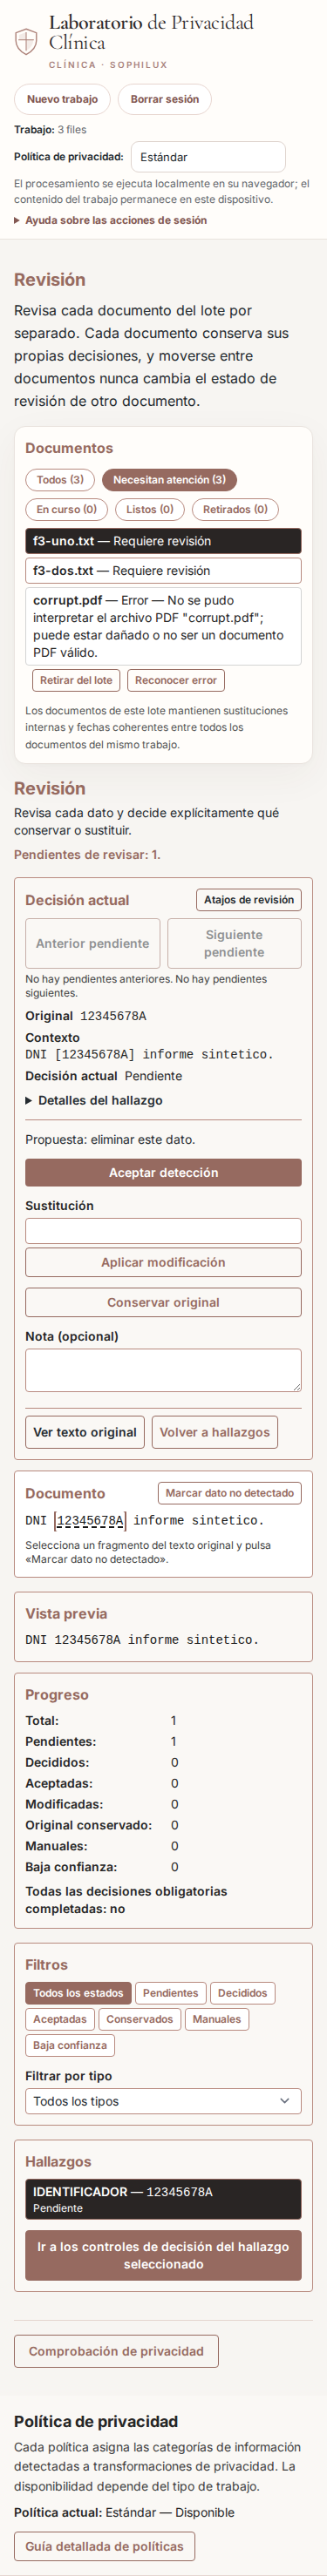 Laboratorio de Privacidad
Clínica
CLÍNICA · SOPHILUX
Nuevo trabajo
Borrar sesión
Trabajo: 3 files
Política de privacidad: Estándar
El procesamiento se ejecuta localmente en su navegador; el
contenido del trabajo permanece en este dispositivo.
Ayuda sobre las acciones de sesión
Revisión
Revisa cada documento del lote por
separado. Cada documento conserva sus
propias decisiones, y moverse entre
documentos nunca cambia el estado de
revisión de otro documento.
Documentos
Todos (3)
Necesitan atención (3)
En curso (0)
Listos (0)
Retirados (0)
f3-uno.txt — Requiere revisión
f3-dos.txt — Requiere revisión
corrupt.pdf — Error — No se pudo
interpretar el archivo PDF "corrupt.pdf";
puede estar dañado o no ser un documento
PDF válido.
Retirar del lote
Reconocer error
Los documentos de este lote mantienen sustituciones
internas y fechas coherentes entre todos los
documentos del mismo trabajo.
Revisión
Revisa cada dato y decide explícitamente qué
conservar o sustituir.
Pendientes de revisar: 1.
Decisión actual
Atajos de revisión
Anterior pendiente
Siguiente
pendiente
No hay pendientes anteriores. No hay pendientes
siguientes.
Original 12345678A
Contexto
DNI [12345678A] informe sintetico.
Decisión actual Pendiente
Detalles del hallazgo
Propuesta: eliminar este dato.
Aceptar detección
Sustitución
Aplicar modificación
Conservar original
Nota (opcional)
Ver texto original
Volver a hallazgos
Documento
Marcar dato no detectado
DNI 12345678A informe sintetico.
Selecciona un fragmento del texto original y pulsa
«Marcar dato no detectado».
Vista previa
DNI 12345678A informe sintetico.
Progreso
Total: 1
Pendientes: 1
Decididos: 0
Aceptadas: 0
Modificadas: 0
Original conservado: 0
Manuales: 0
Baja confianza: 0
Todas las decisiones obligatorias
completadas: no
Filtros
Todos los estados
Pendientes
Decididos
Aceptadas
Conservados
Manuales
Baja confianza
Filtrar por tipo
Todos los tipos
Hallazgos
IDENTIFICADOR — 12345678A
Pendiente
Ir a los controles de decisión del hallazgo
seleccionado
Comprobación de privacidad
Política de privacidad
Cada política asigna las categorías de información
detectadas a transformaciones de privacidad. La
disponibilidad depende del tipo de trabajo.
Política actual: Estándar — Disponible
Guía detallada de políticas